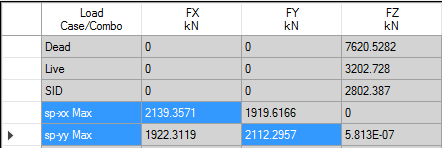 Load Case/Combo FX kN FY kN FZ kN
Dead 0 0 7620.5282
Live 0 0 3202.728
SID 0 0 2802.387
sp-xx Max 2139.3571 1919.6166 0
sp-yy Max 1922.3119 2112.2957 5.813E-07